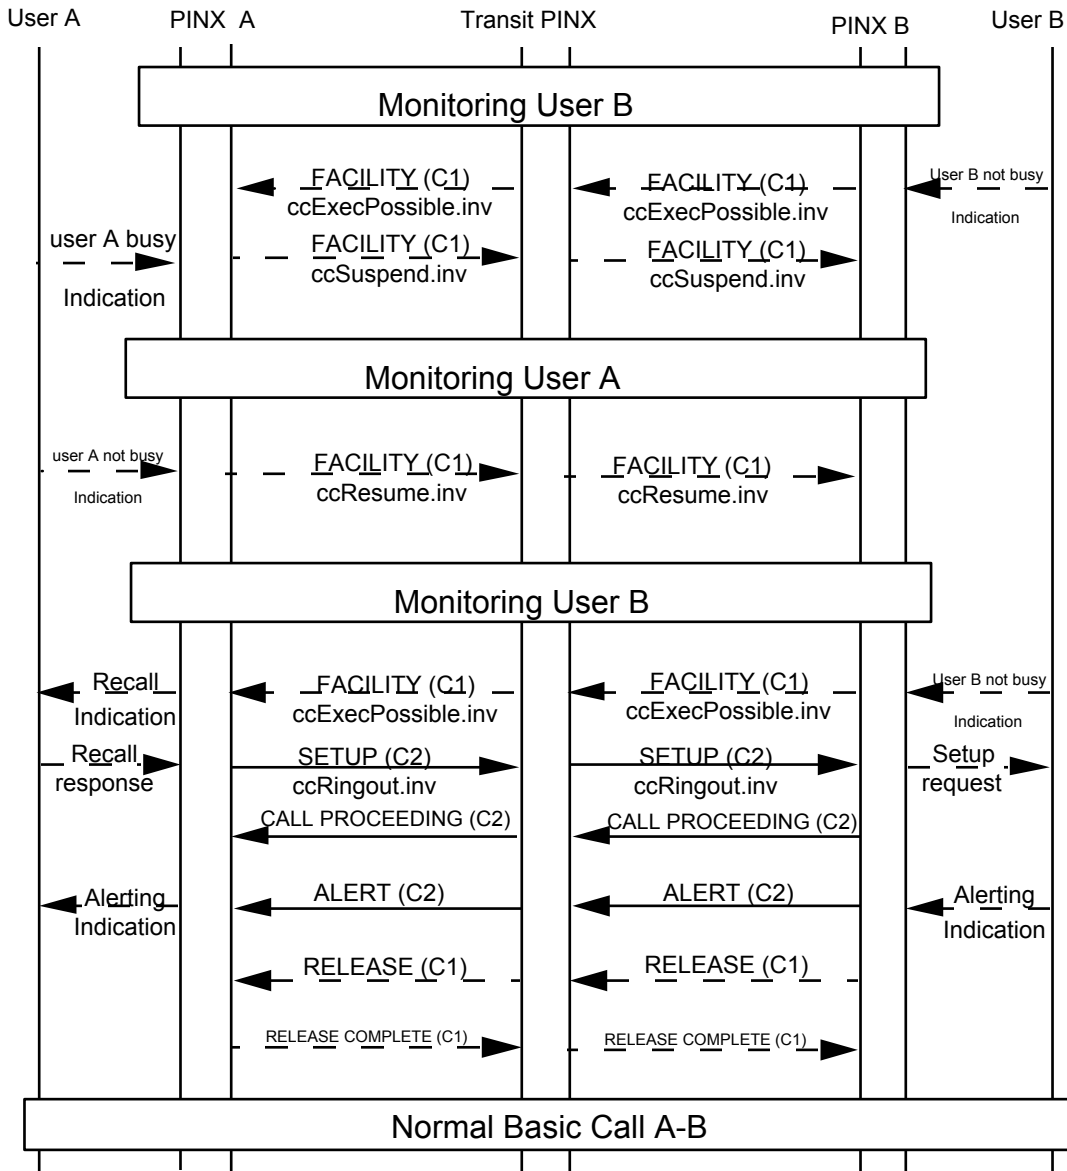 User A
PINX A
Transit PINX
PINX B
User B
Monitoring User B
FACILITY (C1)
ccExecPossible.inv
FACILITY (C1)
ccExecPossible.inv
User B not busy
Indication
user A busy
Indication
FACILITY (C1)
ccSuspend.inv
FACILITY (C1)
ccSuspend.inv
Monitoring User A
user A not busy
Indication
FACILITY (C1)
ccResume.inv
FACILITY (C1)
ccResume.inv
Monitoring User B
Recall
Indication
FACILITY (C1)
ccExecPossible.inv
FACILITY (C1)
ccExecPossible.inv
User B not busy
Indication
Recall
response
SETUP (C2)
ccRingout.inv
SETUP (C2)
ccRingout.inv
Setup
request
CALL PROCEEDING (C2)
CALL PROCEEDING (C2)
Alerting
Indication
ALERT (C2)
ALERT (C2)
Alerting
Indication
RELEASE (C1)
RELEASE (C1)
RELEASE COMPLETE (C1)
RELEASE COMPLETE (C1)
Normal Basic Call A-B